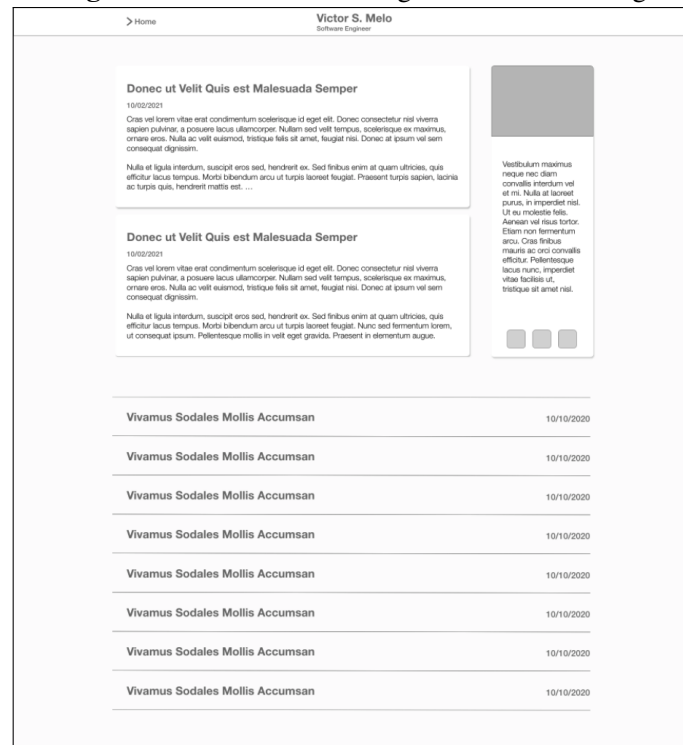 Home
Victor S. Melo
Software Engineer
Donec ut Velit Quis est Malesuada Semper
10/02/2021
Cras vel lorem vitae erat condimentum scelerisque id eget elit. Donec consectetur nisl viverra
sapien pulvinar, a posuere lacus ullamcorper. Nullam sed velit tempus, scelerisque ex maximus,
ornare eros. Nulla ac velit euismod, tristique felis sit amet, feugiat nisi. Donec at ipsum vel sem
consequat dignissim.
Nulla et ligula interdum, suscipit eros sed, hendrerit ex. Sed finibus enim at quam ultricies, quis
efficitur lacus tempus. Morbi bibendum arcu ut turpis laoreet feugiat. Praesent turpis sapien, lacinia
ac turpis quis, hendrerit mattis est. ...
Donec ut Velit Quis est Malesuada Semper
10/02/2021
Cras vel lorem vitae erat condimentum scelerisque id eget elit. Donec consectetur nisl viverra
sapien pulvinar, a posuere lacus ullamcorper. Nullam sed velit tempus, scelerisque ex maximus,
ornare eros. Nulla ac velit euismod, tristique felis sit amet, feugiat nisi. Donec at ipsum vel sem
consequat dignissim.
Nulla et ligula interdum, suscipit eros sed, hendrerit ex. Sed finibus enim at quam ultricies, quis
efficitur lacus tempus. Morbi bibendum arcu ut turpis laoreet feugiat. Nunc sed fermentum lorem,
ut consequat ipsum. Pellentesque mollis in velit eget gravida. Praesent in elementum augue.
Vestibulum maximus
neque nec diam
convallis interdum vel
et mi. Nulla at laoreet
purus, in imperdiet nisl.
Ut eu molestie felis.
Aenean vel risus tortor.
Etiam non fermentum
arcu. Cras finibus
mauris ac orci convallis
efficitur. Pellentesque
lacus nunc, imperdiet
vitae facilisis ut,
tristique sit amet nisl.
Vivamus Sodales Mollis Accumsan 10/10/2020
Vivamus Sodales Mollis Accumsan 10/10/2020
Vivamus Sodales Mollis Accumsan 10/10/2020
Vivamus Sodales Mollis Accumsan 10/10/2020
Vivamus Sodales Mollis Accumsan 10/10/2020
Vivamus Sodales Mollis Accumsan 10/10/2020
Vivamus Sodales Mollis Accumsan 10/10/2020
Vivamus Sodales Mollis Accumsan 10/10/2020